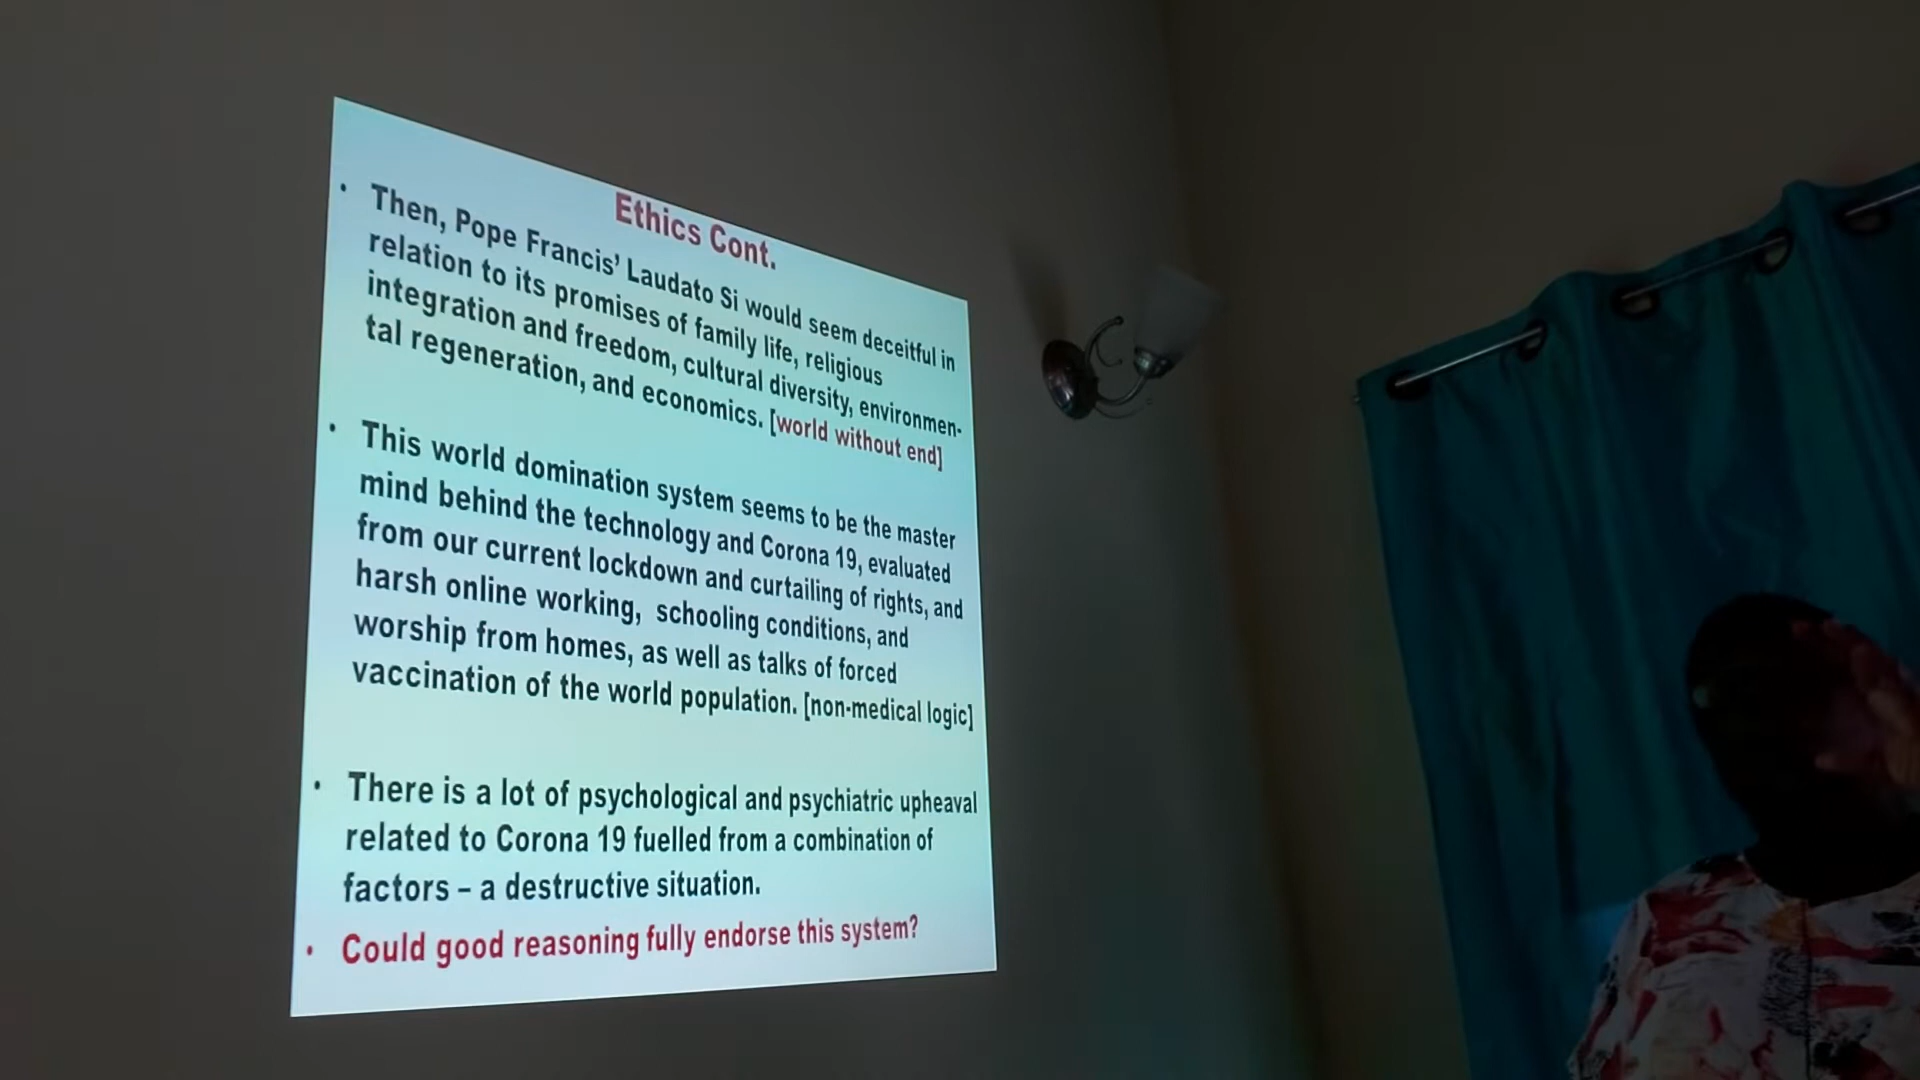 Ethics Cont.
• Then, Pope Francis’ Laudato Si would seem deceitful in
relation to its promises of family life, religious
integration and freedom, cultural diversity, environmen-
tal regeneration, and economics. [world without end]
• This world domination system seems to be the master
mind behind the technology and Corona 19, evaluated
from our current lockdown and curtailing of rights, and
harsh online working, schooling conditions, and
worship from homes, as well as talks of forced
vaccination of the world population. [non-medical logic]
• There is a lot of psychological and psychiatric upheaval
related to Corona 19 fuelled from a combination of
factors – a destructive situation.
• Could good reasoning fully endorse this system?